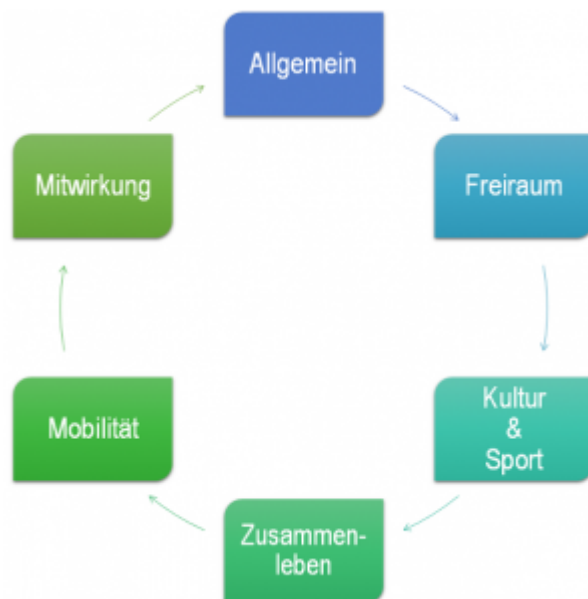 Allgemein
Freiraum
Kultur
&
Sport
Zusammen-
leben
Mobilität
Mitwirkung